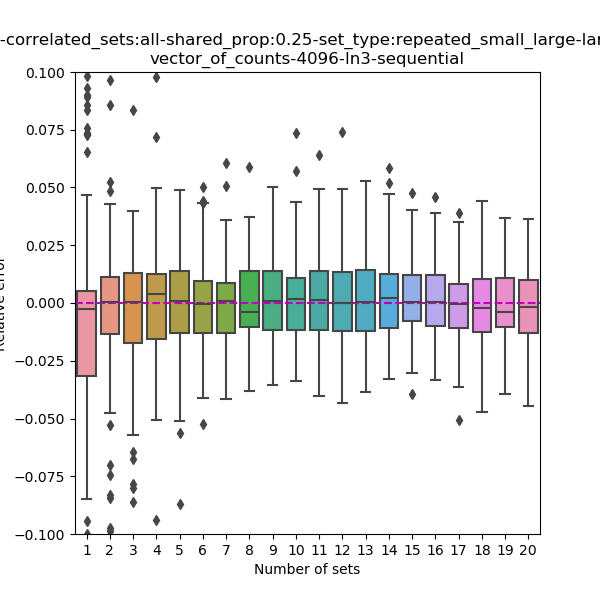 -correlated_sets:all-shared_prop:0.25-set_type:repeated_small_large-lar
vector_of_counts-4096-ln3-sequential
0.100
0.075
0.050
0.025
0.000
−0.025
−0.050
−0.075
−0.100
1 2 3 4 5 6 7 8 9 10 11 12 13 14 15 16 17 18 19 20
Number of sets